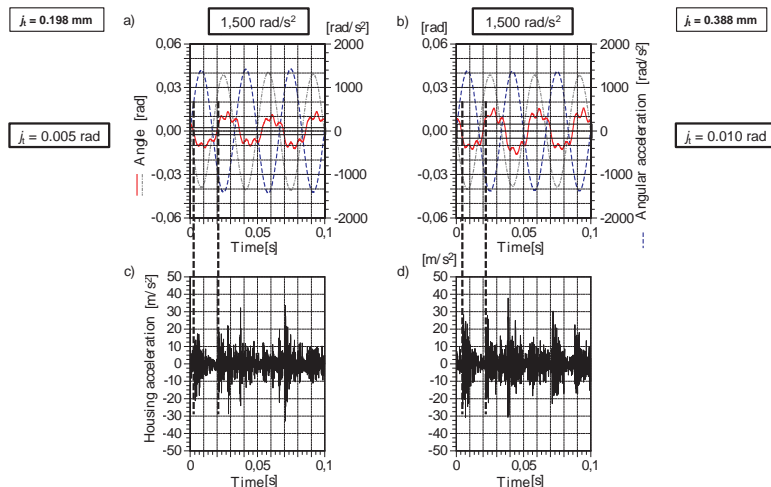 jₜ = 0.198 mm
a)
1,500 rad/s²
[rad/s²]
b)
[rad]
1,500 rad/s²
jₜ = 0.388 mm
0,06
0,03
0,00
-0,03
-0,06
2000
1000
0
-1000
-2000
0,06
0,03
0,00
-0,03
-0,06
2000
1000
0
-1000
-2000
jₜ = 0.005 rad
Angle [rad]
Angular acceleration [rad/s²]
jₜ = 0.010 rad
0
0,05
0,1
Time[s]
0
0,05
0,1
Time[s]
c)
d)
[m/s²]
Housing acceleration [m/s²]
50
40
30
20
10
0
-10
-20
-30
-40
-50
50
40
30
20
10
0
-10
-20
-30
-40
-50
0
0,05
0,1
Time[s]
0
0,05
0,1
Time[s]